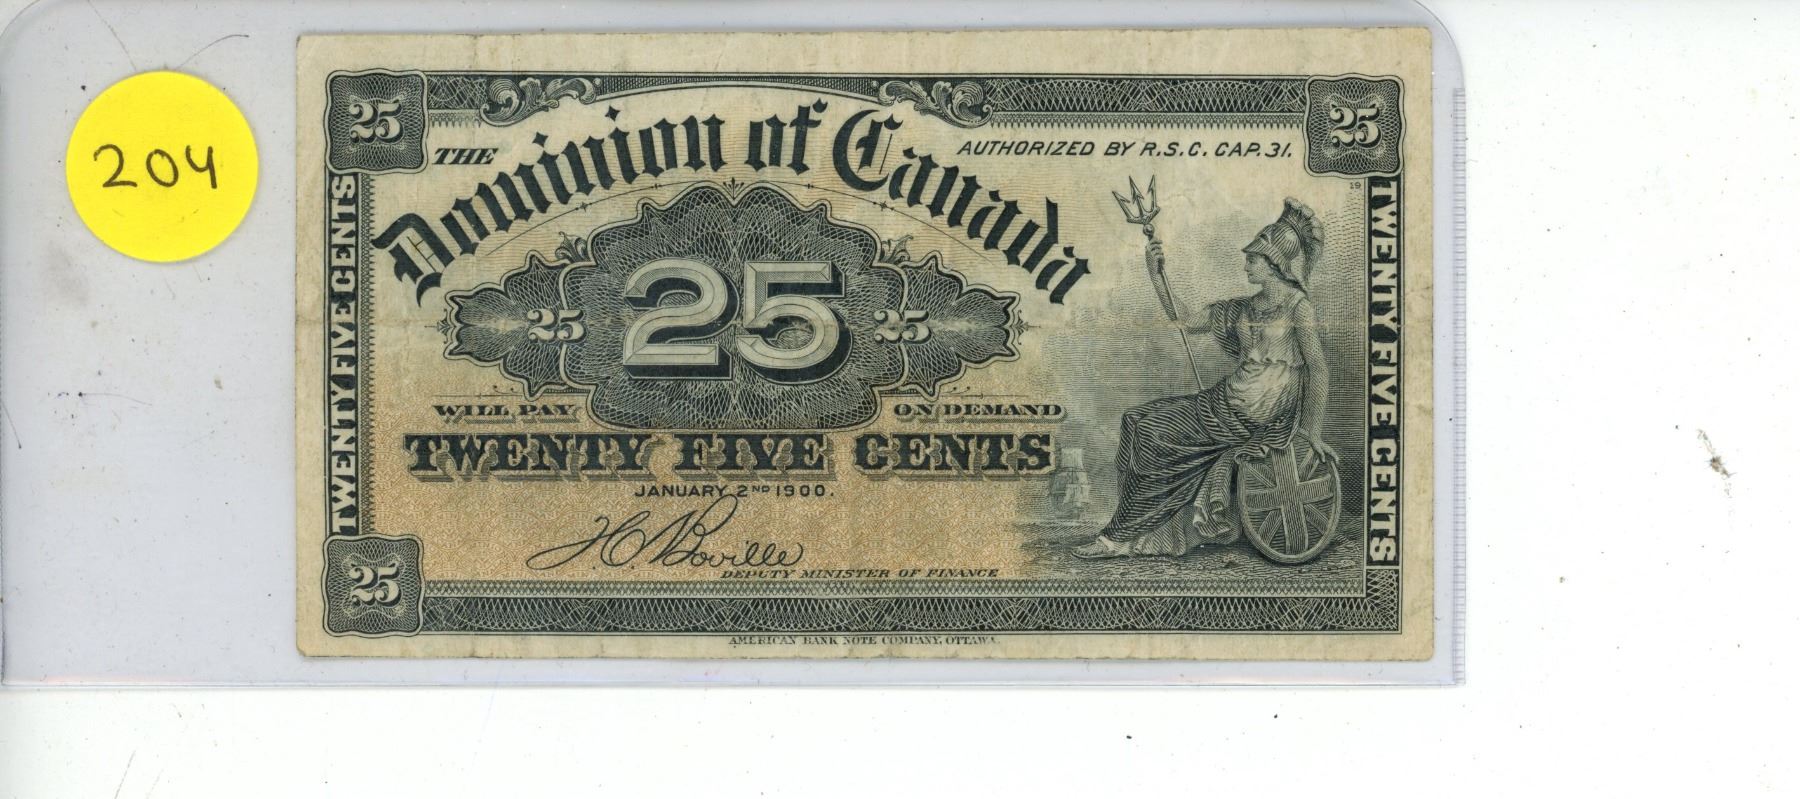 204
25
25
THE
Dominion of Canada
AUTHORIZED BY R.S.C. CAP. 31.
19
TWENTY FIVE CENTS
25 25 25
TWENTY FIVE CENTS
WILL PAY ON DEMAND
TWENTY FIVE CENTS
JANUARY 2ND 1900.
H C Boville
DEPUTY MINISTER OF FINANCE
25
AMERICAN BANK NOTE COMPANY, OTTAWA.